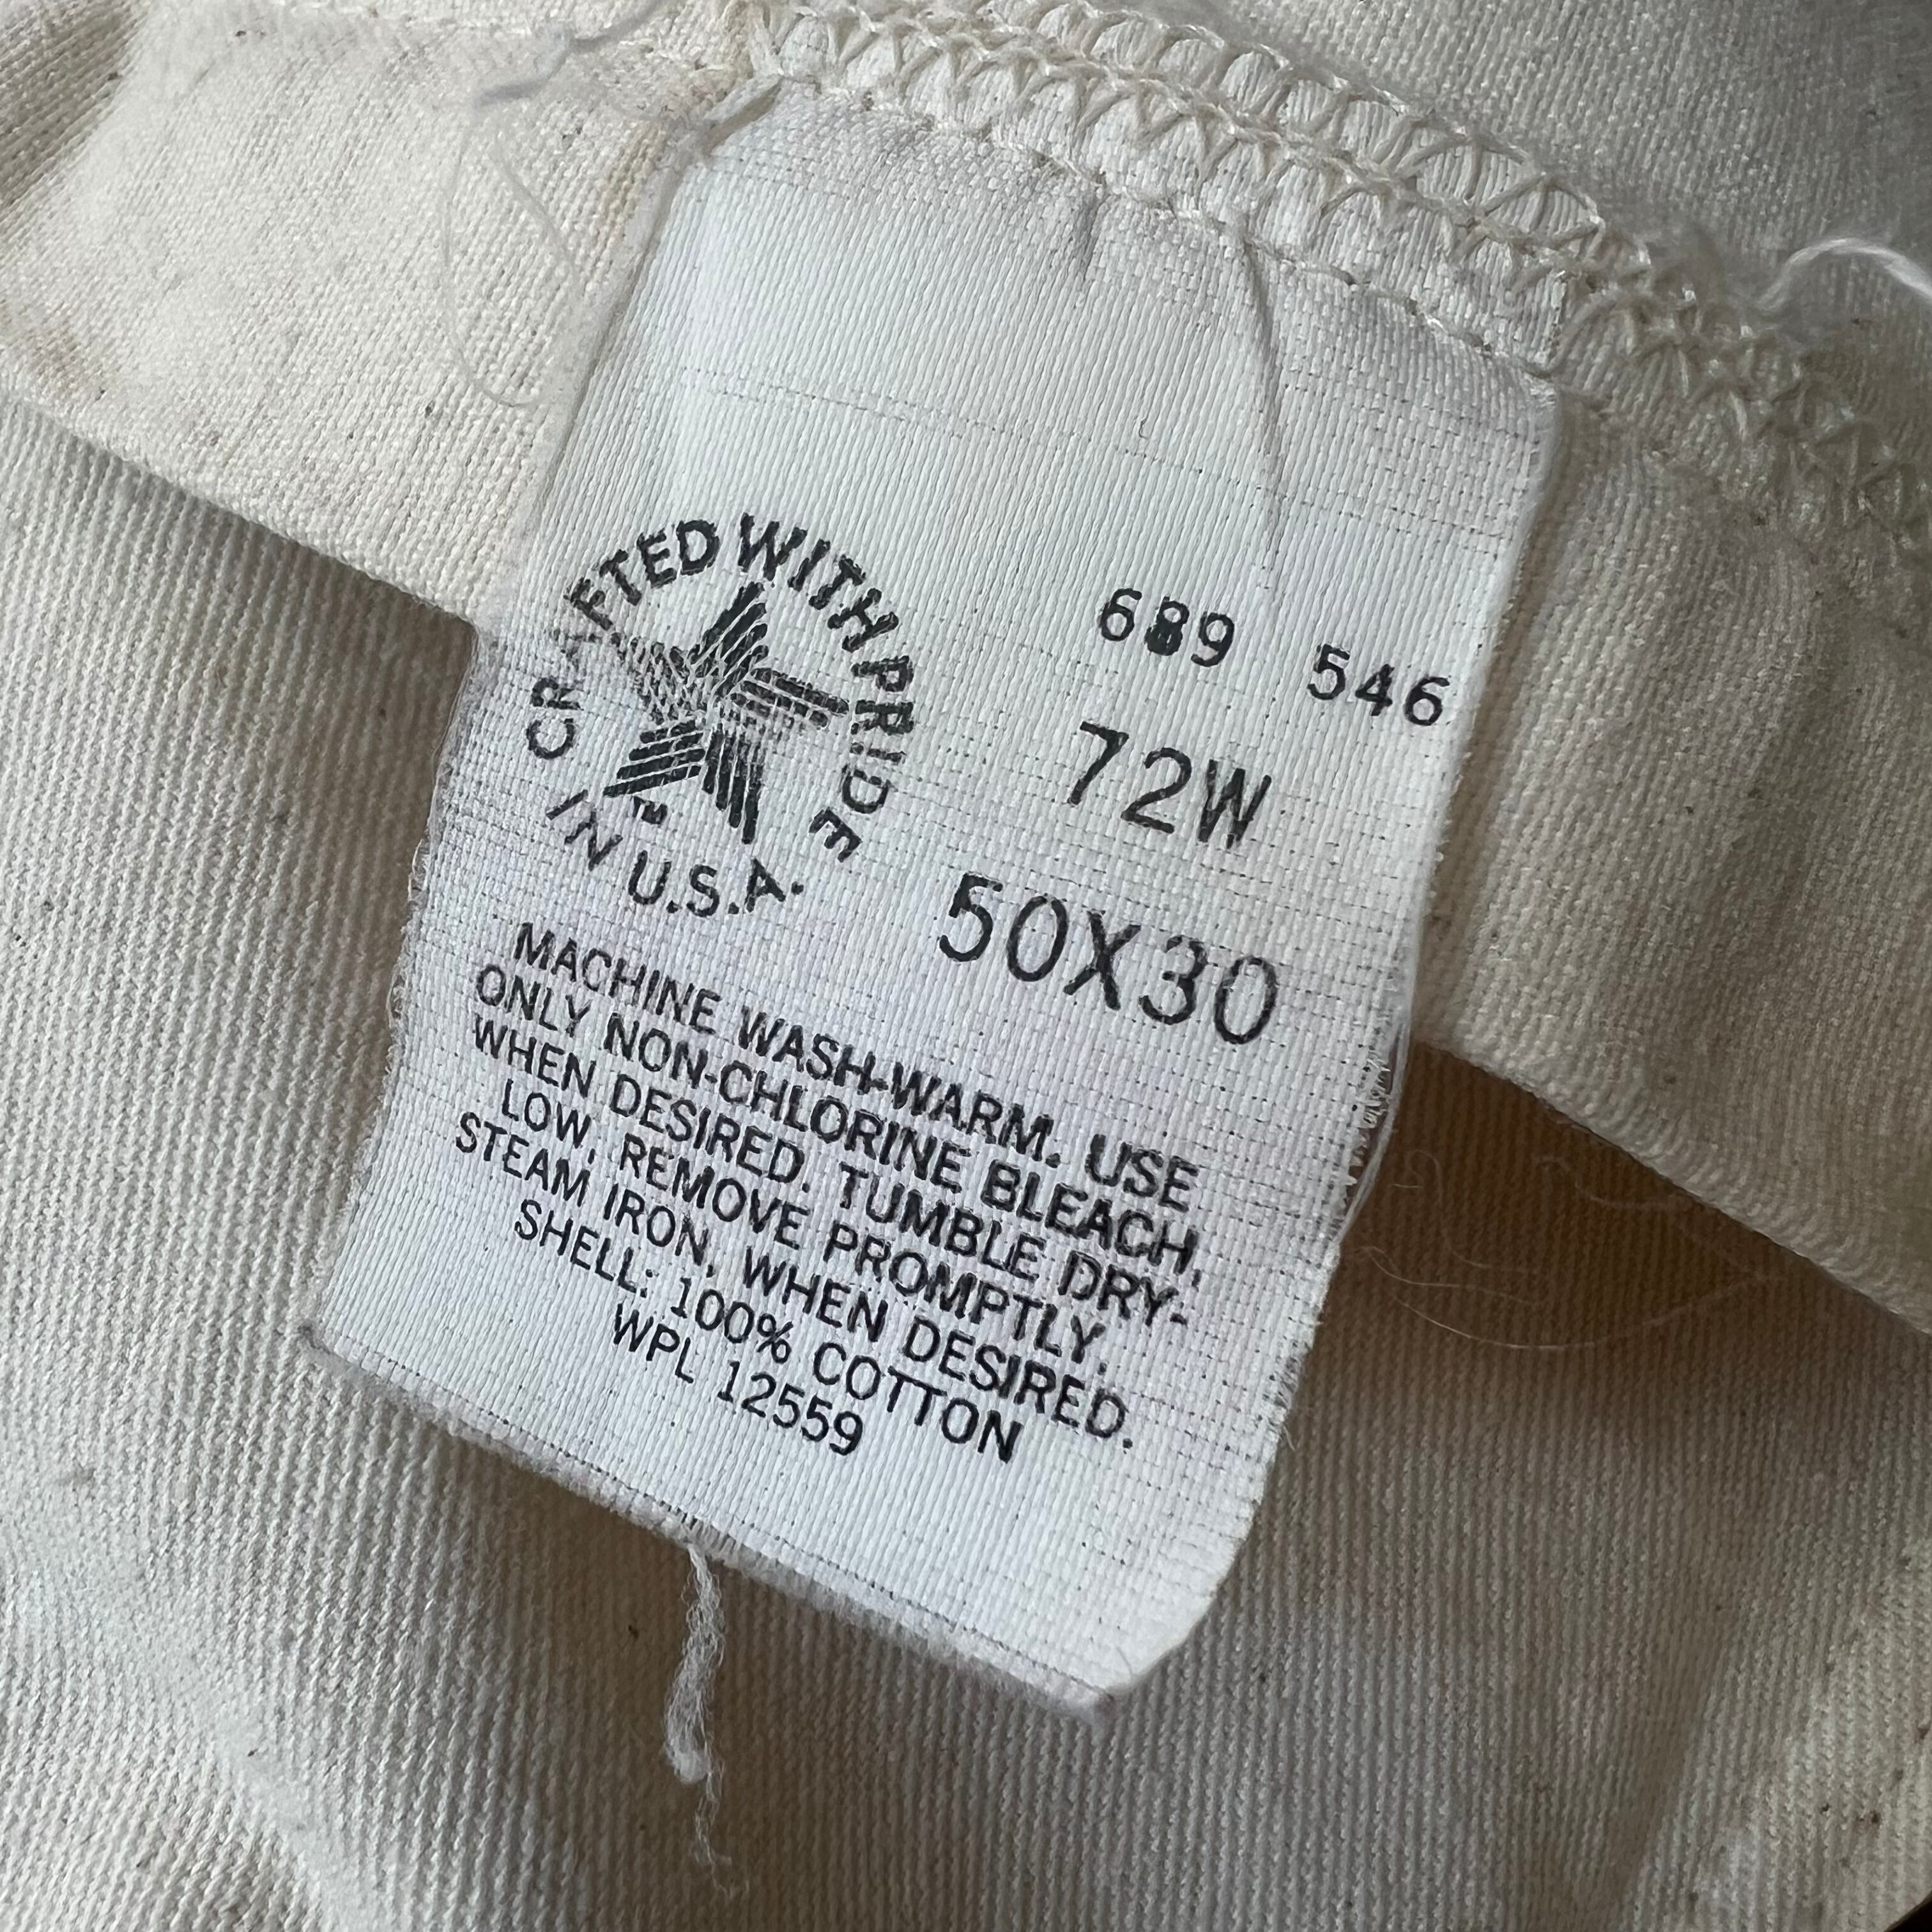 CRAFTED WITH PRIDE
IN U.S.A.
TM
689 546
72W
50X30
MACHINE WASH-WARM. USE
ONLY NON-CHLORINE BLEACH,
WHEN DESIRED. TUMBLE DRY-
LOW, REMOVE PROMPTLY.
STEAM IRON, WHEN DESIRED.
SHELL: 100% COTTON
WPL 12559